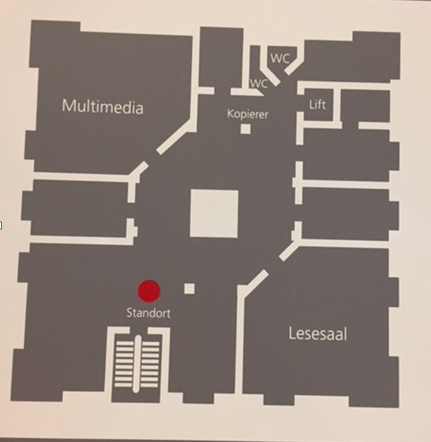 WC
WC
Multimedia
Kopierer
Lift
Standort
Lesesaal